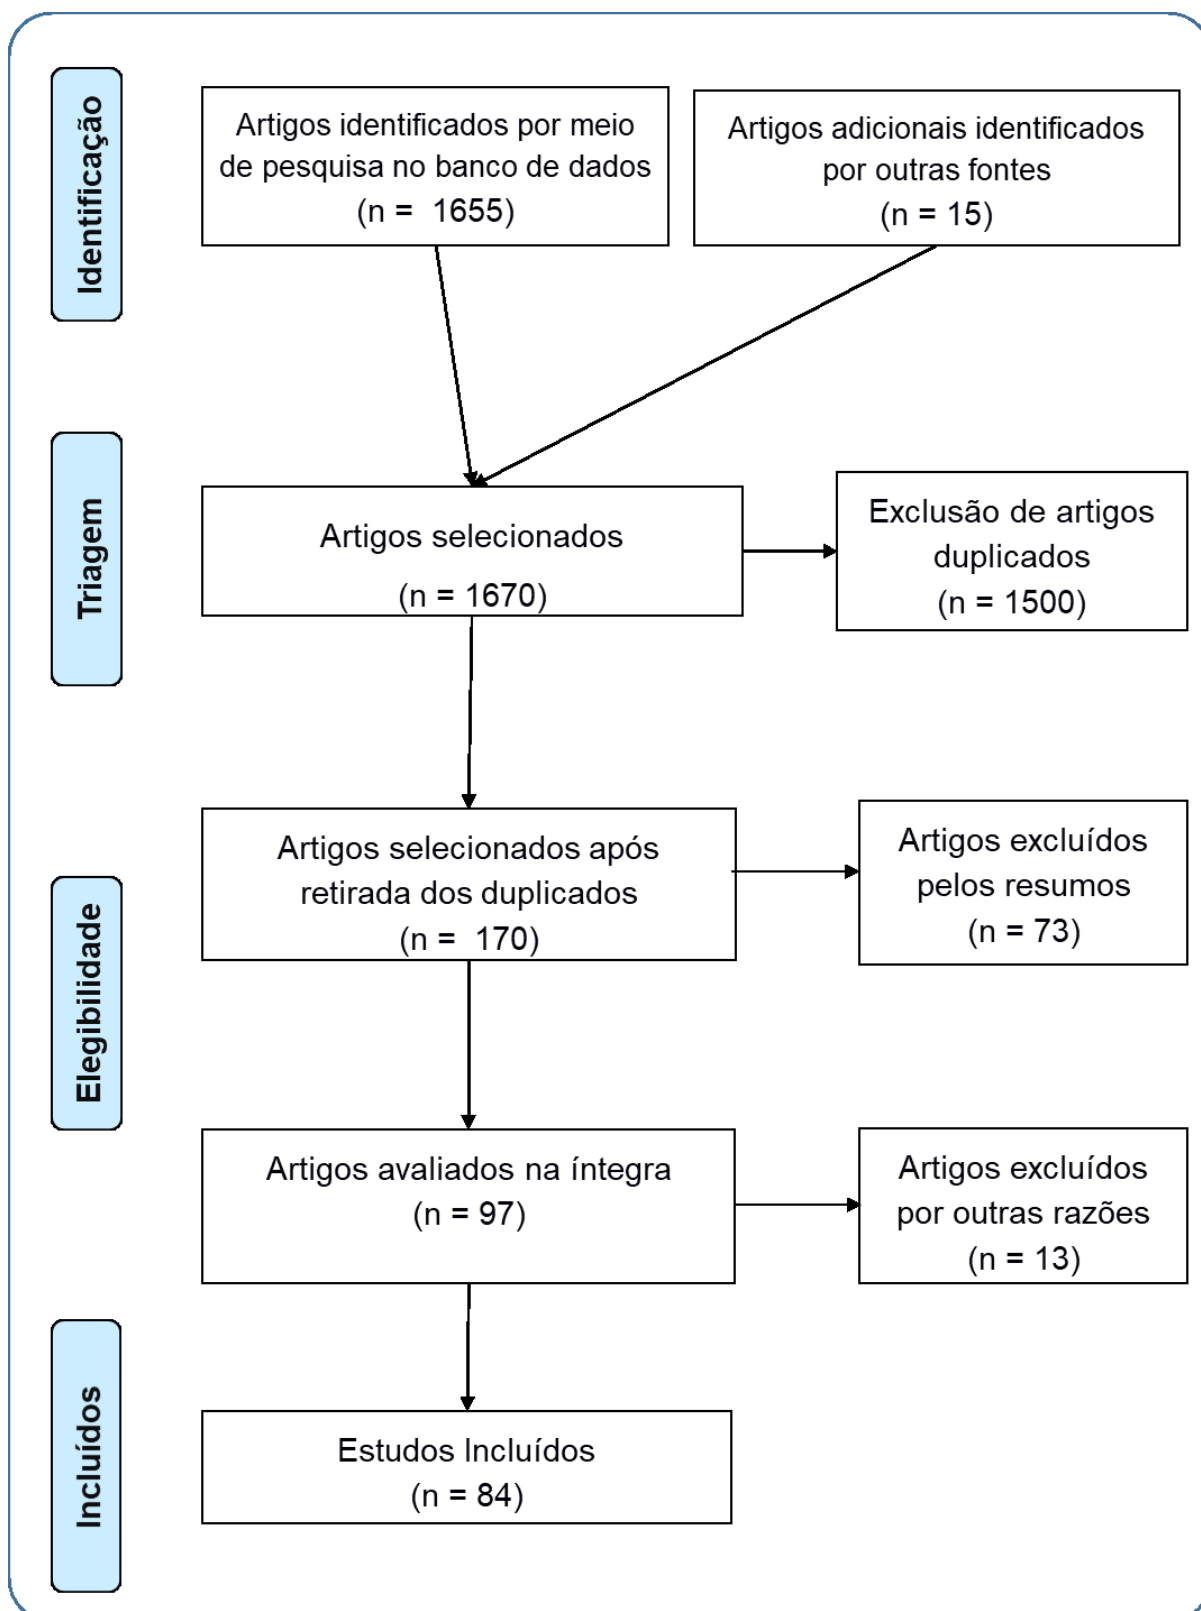 Identificação
Artigos identificados por meio
de pesquisa no banco de dados
(n = 1655)
Artigos adicionais identificados
por outras fontes
(n = 15)
Triagem
Artigos selecionados
(n = 1670)
Exclusão de artigos
duplicados
(n = 1500)
Elegibilidade
Artigos selecionados após
retirada dos duplicados
(n = 170)
Artigos excluídos
pelos resumos
(n = 73)
Artigos avaliados na íntegra
(n = 97)
Artigos excluídos
por outras razões
(n = 13)
Incluídos
Estudos Incluídos
(n = 84)